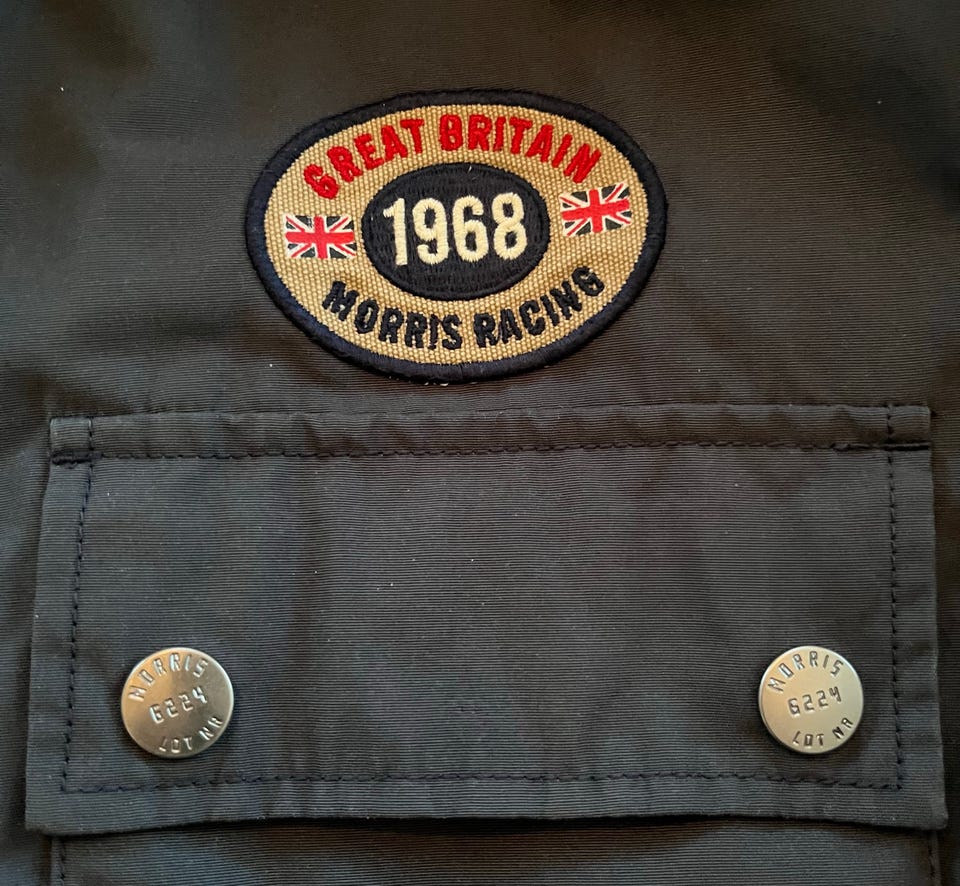 GREAT BRITAIN
1968
MORRIS RACING
MORRIS
6224
LOT NR
MORRIS
6224
LOT NR